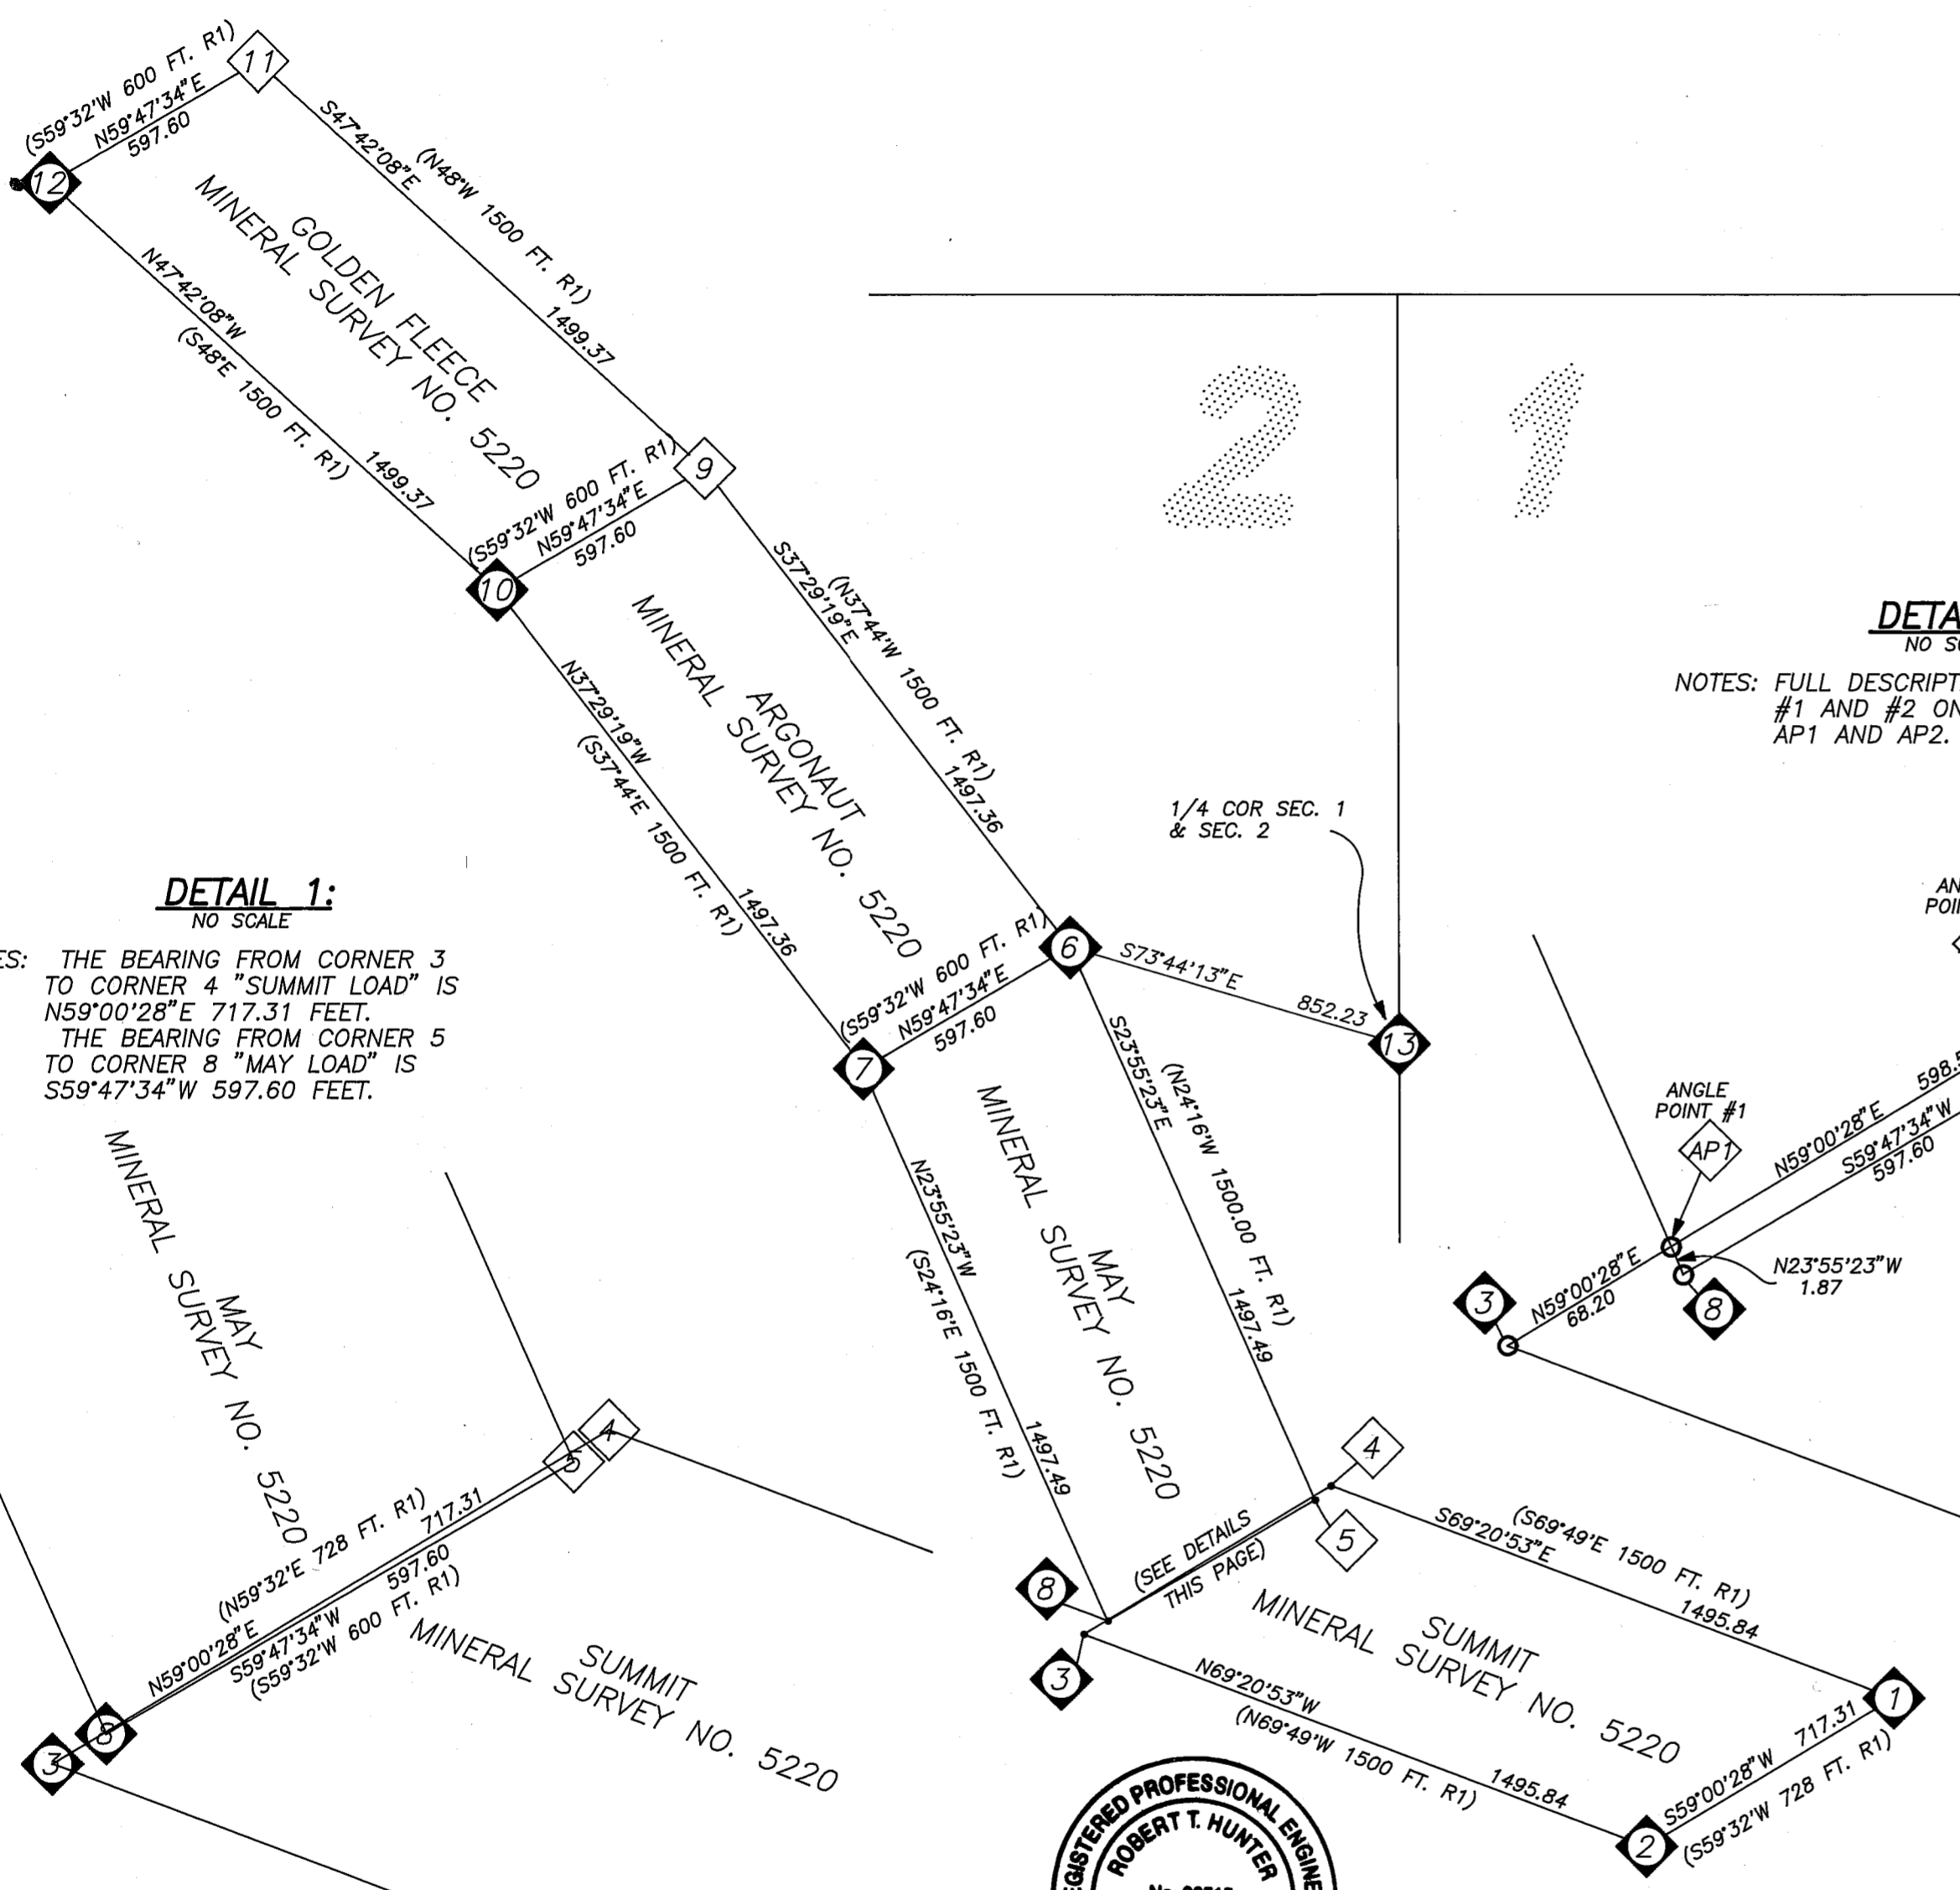 (S59°32'W 600 FT. R1)
N59°47'34"E
597.60
11
12
S47°42'08"E
(N48°W 1500 FT. R1)
1499.37
GOLDEN FLEECE
MINERAL SURVEY NO. 5220
N47°42'08"W
(S48°E 1500 FT. R1)
1499.37
(S59°32'W 600 FT. R1)
N59°47'34"E
597.60
9
10
2
1
S37°29'19"E
(N37°44'W 1500 FT. R1)
1497.36
ARGONAUT
MINERAL SURVEY NO. 5220
N37°29'19"W
(S37°44'E 1500 FT. R1)
1497.36
1/4 COR SEC. 1
& SEC. 2
(S59°32'W 600 FT. R1)
N59°47'34"E
597.60
6
7
S73°44'13"E
852.23
13
DETAIL 1:
NO SCALE
THE BEARING FROM CORNER 3
TO CORNER 4 "SUMMIT LOAD" IS
N59°00'28"E 717.31 FEET.
THE BEARING FROM CORNER 5
TO CORNER 8 "MAY LOAD" IS
S59°47'34"W 597.60 FEET.
NO
NOTES: FULL
#1 AND #2 ON
AP1 AND AP2.
S23°55'23"E
(N24°16'W 1500.00 FT. R1)
1497.49
MAY
MINERAL SURVEY NO. 5220
N23°55'23"W
(S24°16'E 1500 FT. R1)
1497.49
ANGLE
POINT #1
AP1
N59°00'28"E
598.
S59°47'34"W
597.60
N23°55'23"W
1.87
N59°00'28"E
68.20
3
8
MAY
MINERAL SURVEY NO. 5220
4
5
(N59°32'E 728 FT. R1)
717.31
N59°00'28"E
597.60
S59°47'34"W
(S59°32'W 600 FT. R1)
8
3
SUMMIT
MINERAL SURVEY NO. 5220
4
5
8
3
(SEE DETAILS
THIS PAGE)
(S69°49'E 1500 FT. R1)
S69°20'53"E
1495.84
SUMMIT
MINERAL SURVEY NO. 5220
N69°20'53"W
(N69°49'W 1500 FT. R1)
1495.84
1
2
S59°00'28"W 717.31
(S59°32'W 728 FT. R1)
PROFESSIONAL
ROBERT T. HUNTER